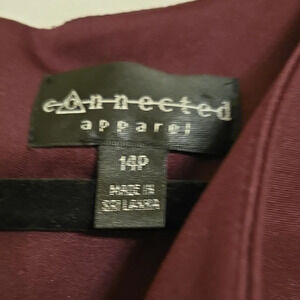 connected
apparel
14P
MADE IN
SRI LANKA